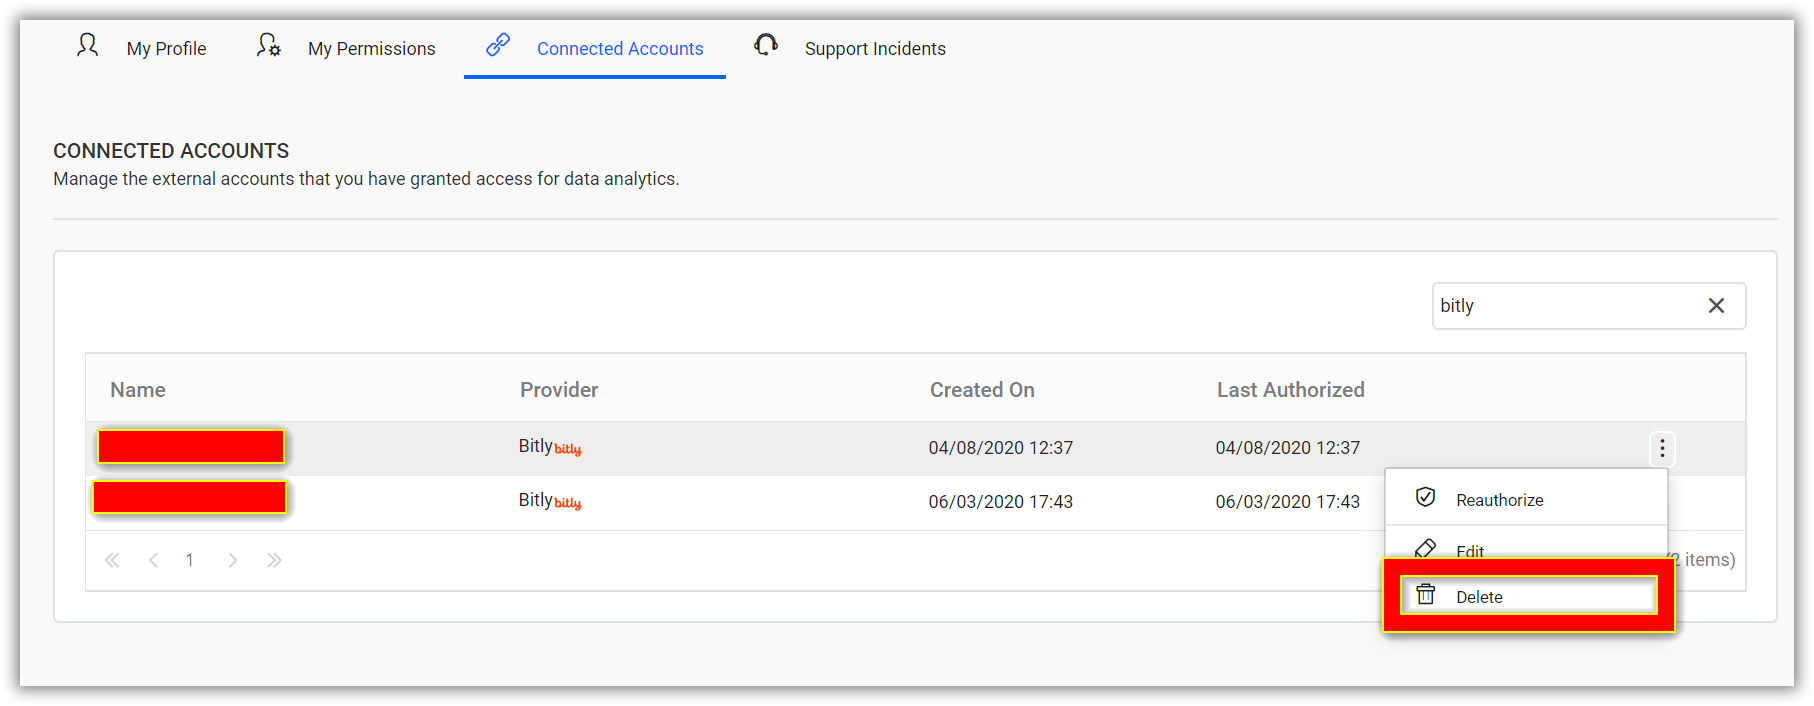 My Profile My Permissions Connected Accounts Support Incidents
CONNECTED ACCOUNTS
Manage the external accounts that you have granted access for data analytics.
bitly
Name Provider Created On Last Authorized
Bitly bitly 04/08/2020 12:37 04/08/2020 12:37
Bitly bitly 06/03/2020 17:43 06/03/2020 17:43
Reauthorize
Edit
Delete
1 2 items)